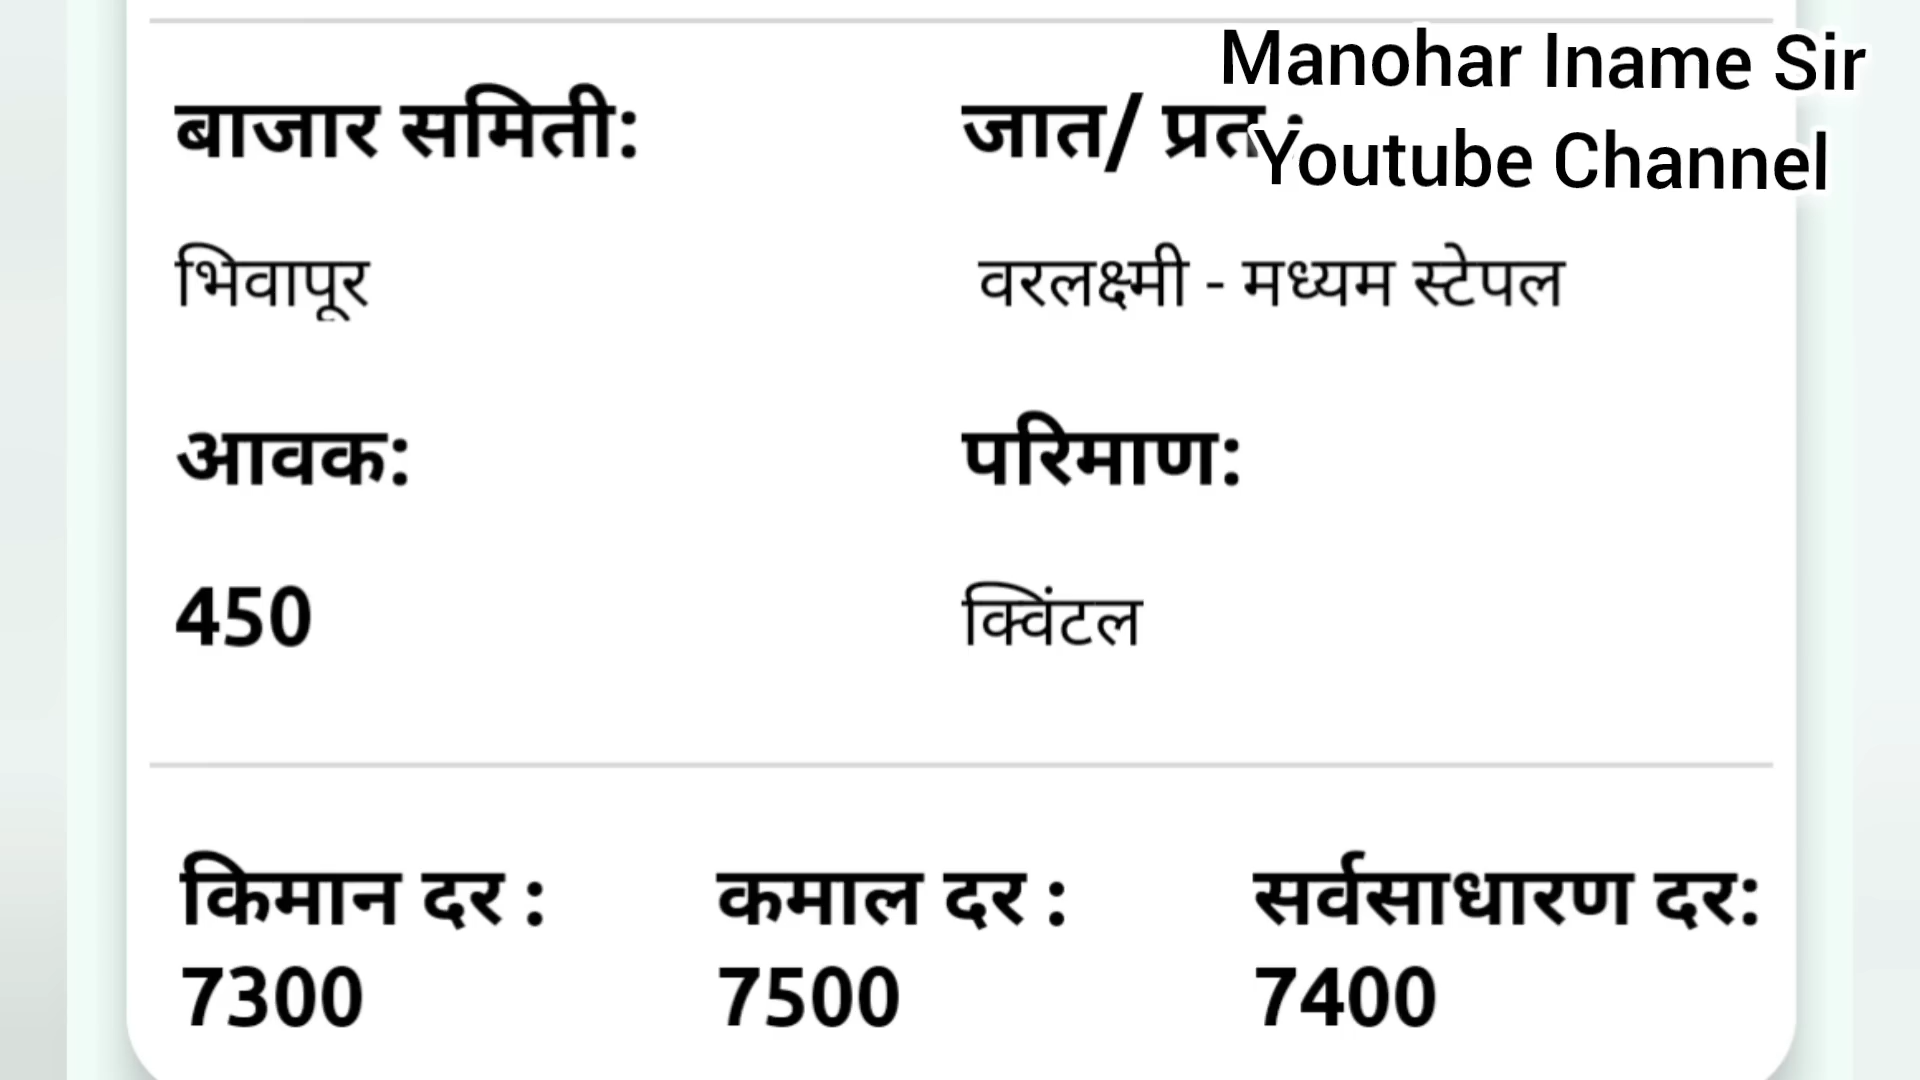 Manohar Iname Sir
Youtube Channel
बाजार समिती:
जात/ प्रत :
भिवापूर
वरलक्ष्मी - मध्यम स्टेपल
आवक:
परिमाण:
450
क्विंटल
किमान दर :
कमाल दर :
सर्वसाधारण दर:
7300
7500
7400